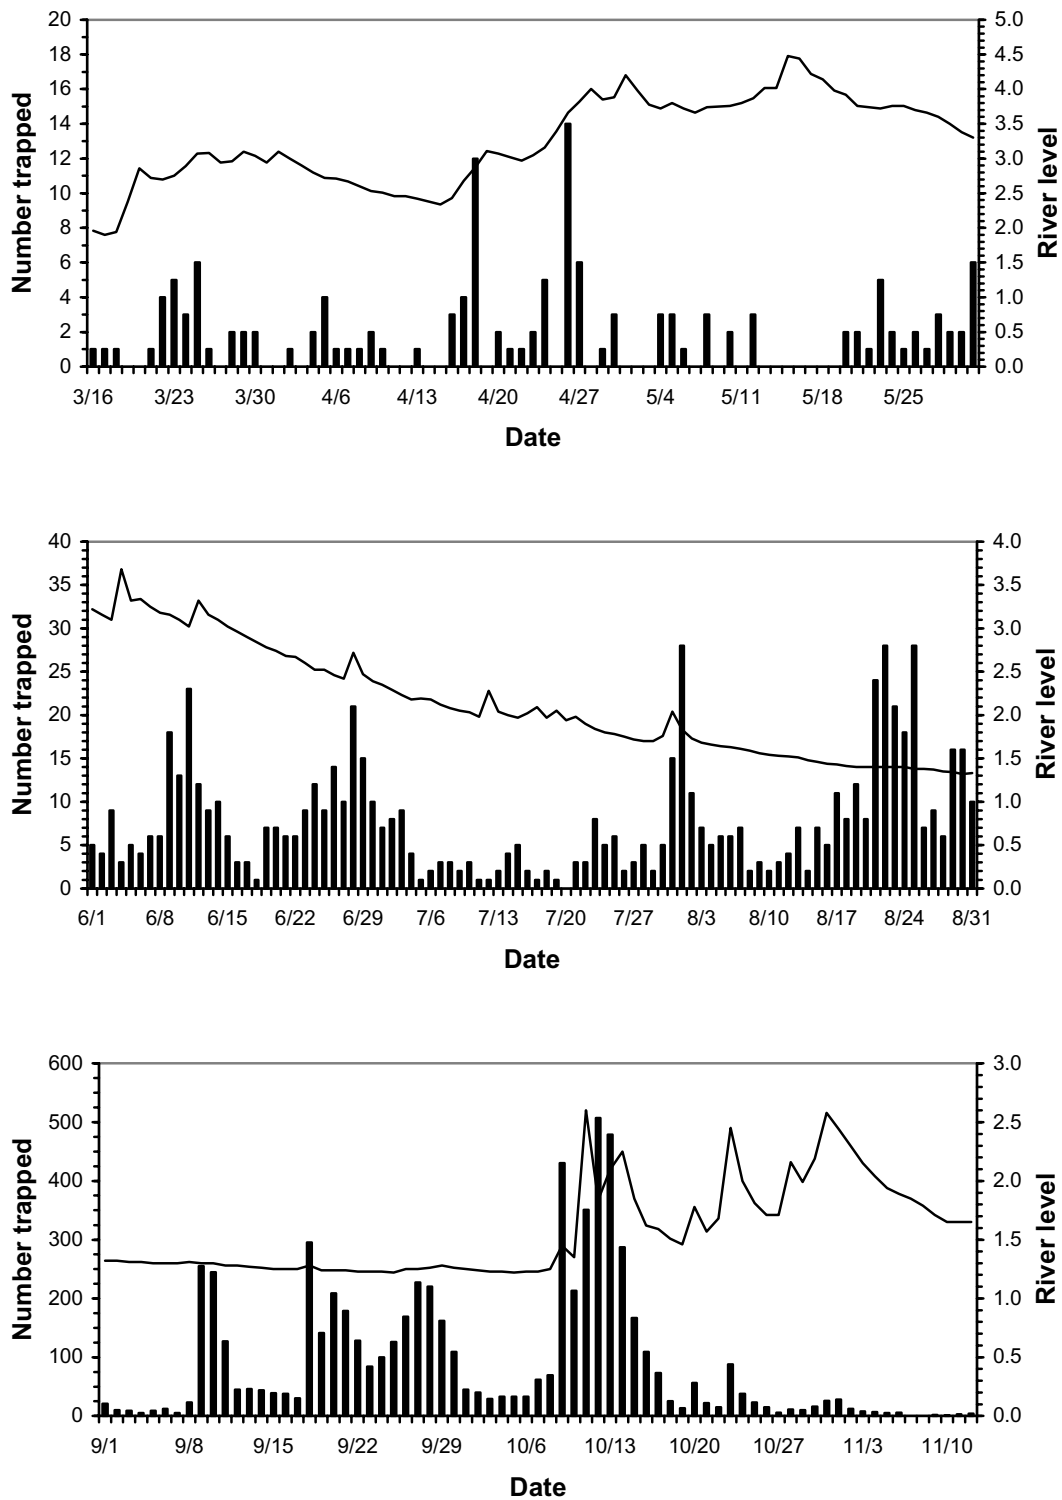 20 5.0
18 4.5
16 4.0
14 3.5
12 3.0
10 2.5
8 2.0
6 1.5
4 1.0
2 0.5
0 0.0
Number trapped
River level
3/16 3/23 3/30 4/6 4/13 4/20 4/27 5/4 5/11 5/18 5/25
Date
40 4.0
35 3.5
30 3.0
25 2.5
20 2.0
15 1.5
10 1.0
5 0.5
0 0.0
Number trapped
River level
6/1 6/8 6/15 6/22 6/29 7/6 7/13 7/20 7/27 8/3 8/10 8/17 8/24 8/31
Date
600 3.0
500 2.5
400 2.0
300 1.5
200 1.0
100 0.5
0 0.0
Number trapped
River level
9/1 9/8 9/15 9/22 9/29 10/6 10/13 10/20 10/27 11/3 11/10
Date